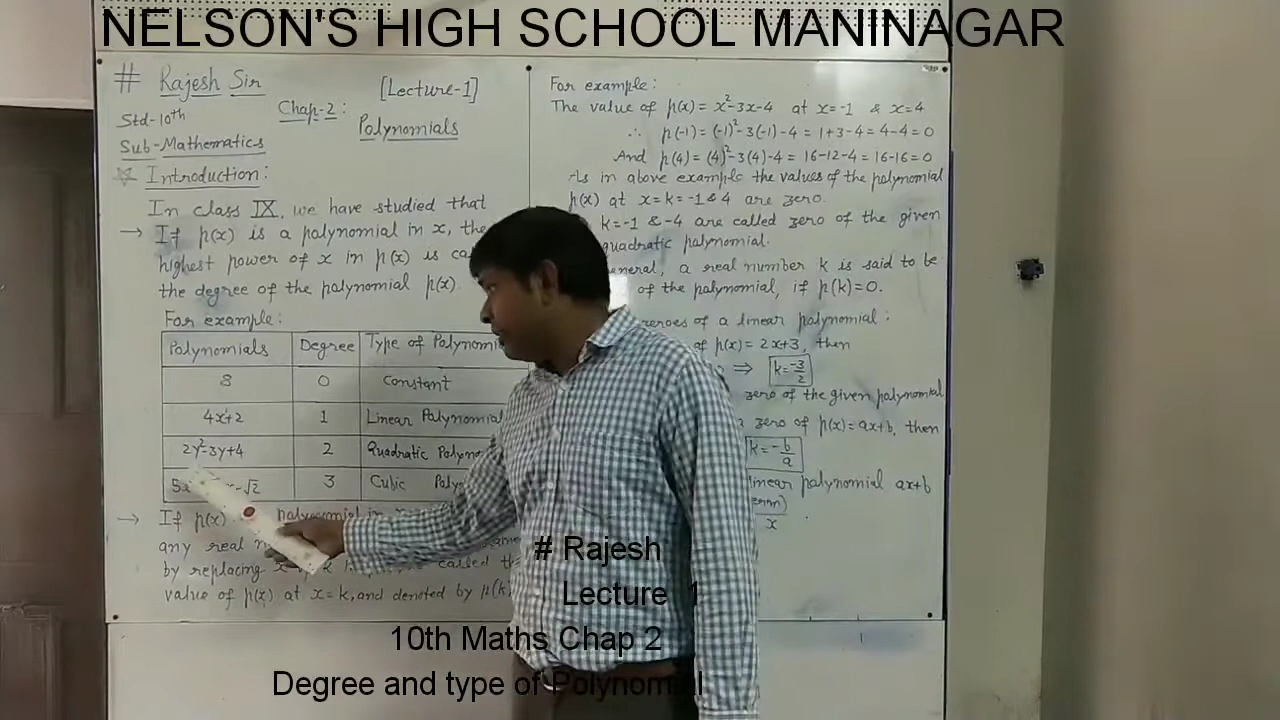 NELSON'S HIGH SCHOOL MANINAGAR
# Rajesh Sir
[Lecture-1]
Std-10th
Chap-2:
Polynomials
Sub-Mathematics
Introduction:
In class IX, we have studied that
→ If p(x) is a polynomial in x, the
highest power of x in p(x) is
the degree of the polynomial p(x).
For example:
Polynomials Degree Type of
8 0 Constant
4x+2 1 Linear Polynomial
2y²-3y+4 2 Quadratic
-√2 3 Cubic
→ If p(x) polynomial in
any real
by replacing called
value of p(x) at x=k, and denoted by p(k)
For example:
The value of p(x) = x²-3x-4 at x=-1 & x=4
∴ p(-1) = (-1)²-3(-1)-4 = 1+3-4 = 4-4=0
And p(4) = (4)²-3(4)-4 = 16-12-4 = 16-16=0
As in above example the values of the polynomial
p(x) at x=k=-1&4 are zero.
k=-1 &-4 are called zero of the given
quadratic polynomial.
a real number k is said to be
of the polynomial, if p(k)=0.
zeroes of a linear polynomial:
of p(x) = 2x+3, then
⇒ k=-3/2
zero of the given polynomial
zero of p(x)=ax+b, then
k=-b/a
linear polynomial ax+b
x
# Rajesh
Lecture 1
10th Maths Chap 2
Degree and type of Polynomial